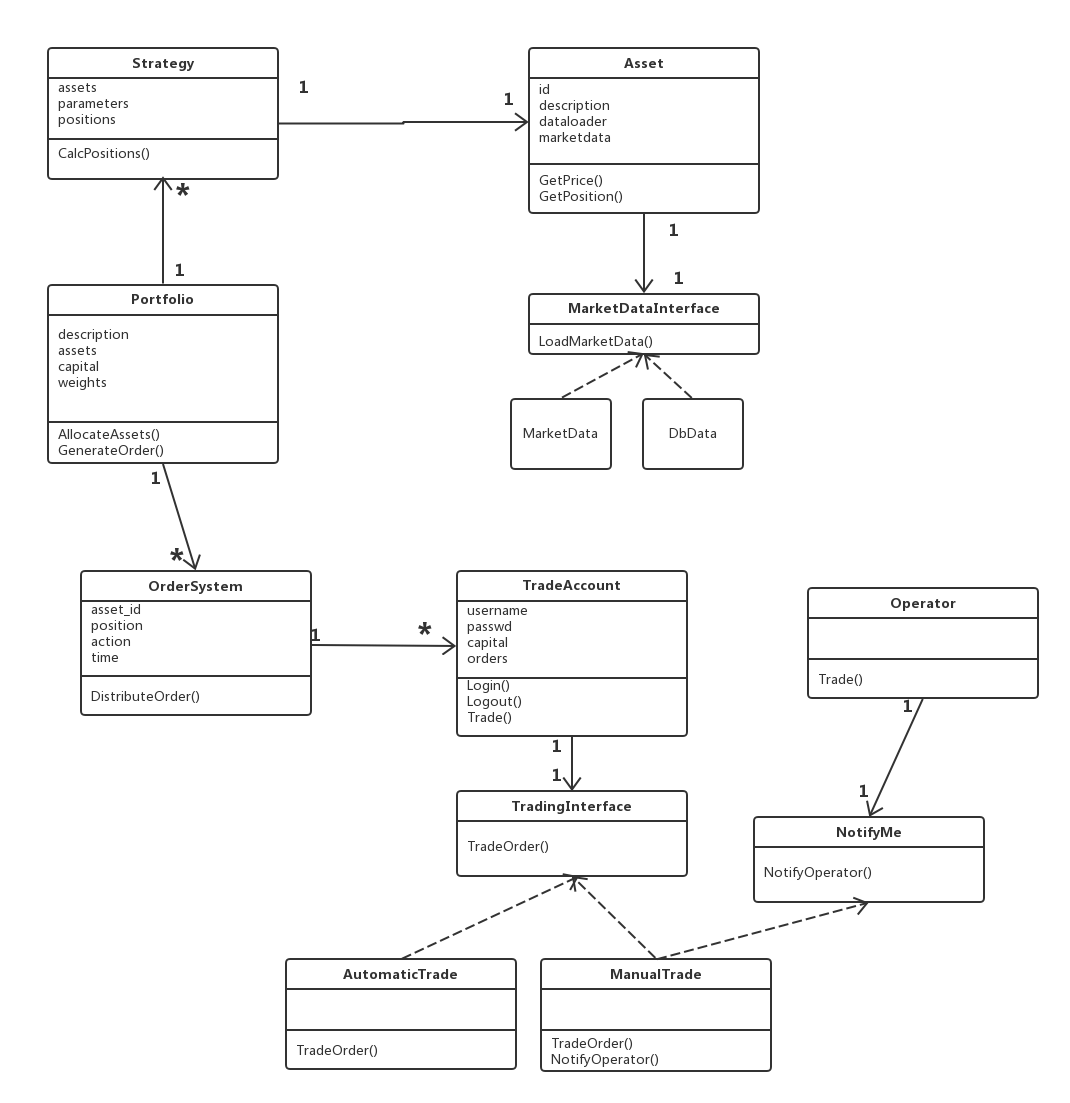 Strategy
assets
parameters
positions
CalcPositions()
1
1
Asset
id
description
dataloader
marketdata
GetPrice()
GetPosition()
*
1
1
1
Portfolio
description
assets
capital
weights
AllocateAssets()
GenerateOrder()
MarketDataInterface
LoadMarketData()
MarketData
DbData
1
*
OrderSystem
asset_id
position
action
time
DistributeOrder()
1
*
TradeAccount
username
passwd
capital
orders
Login()
Logout()
Trade()
Operator
Trade()
1
1
1
1
TradingInterface
TradeOrder()
NotifyMe
NotifyOperator()
AutomaticTrade
TradeOrder()
ManualTrade
TradeOrder()
NotifyOperator()